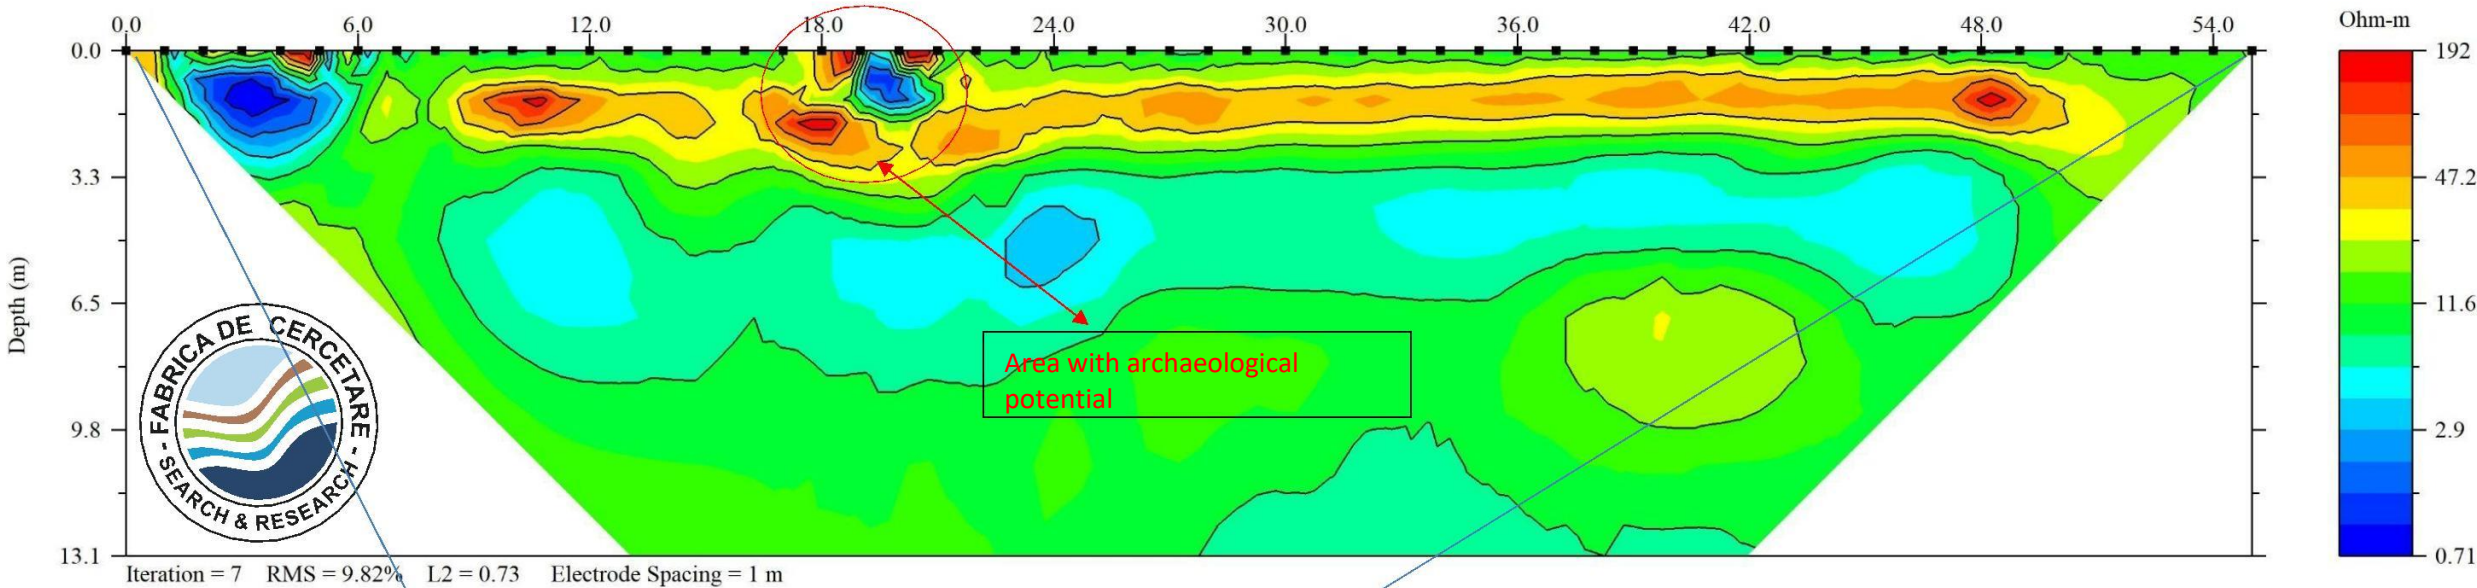 0.0 6.0 12.0 18.0 24.0 30.0 36.0 42.0 48.0 54.0
Ohm-m
0.0
3.3
6.5
9.8
13.1
Depth (m)
192
47.2
11.6
2.9
0.71
Area with archaeological
potential
FABRICA DE CERCETARE
- SEARCH & RESEARCH -
Iteration = 7 RMS = 9.82% L2 = 0.73 Electrode Spacing = 1 m